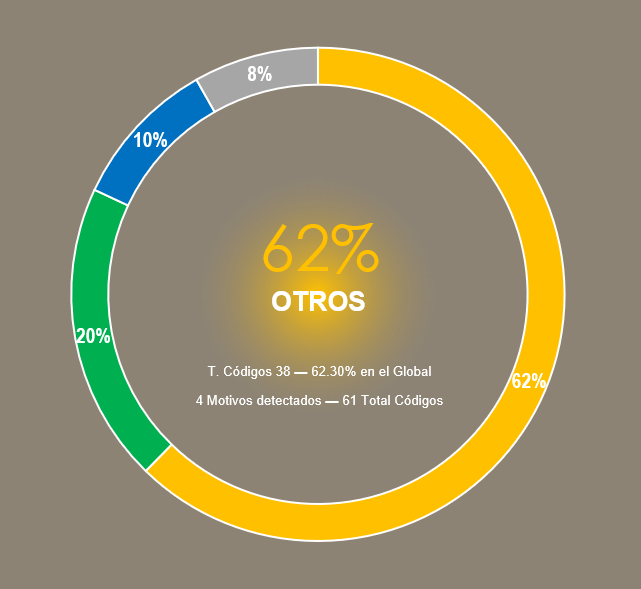 8%
10%
62%
OTROS
20%
T. Códigos 38 — 62.30% en el Global
62%
4 Motivos detectados — 61 Total Códigos